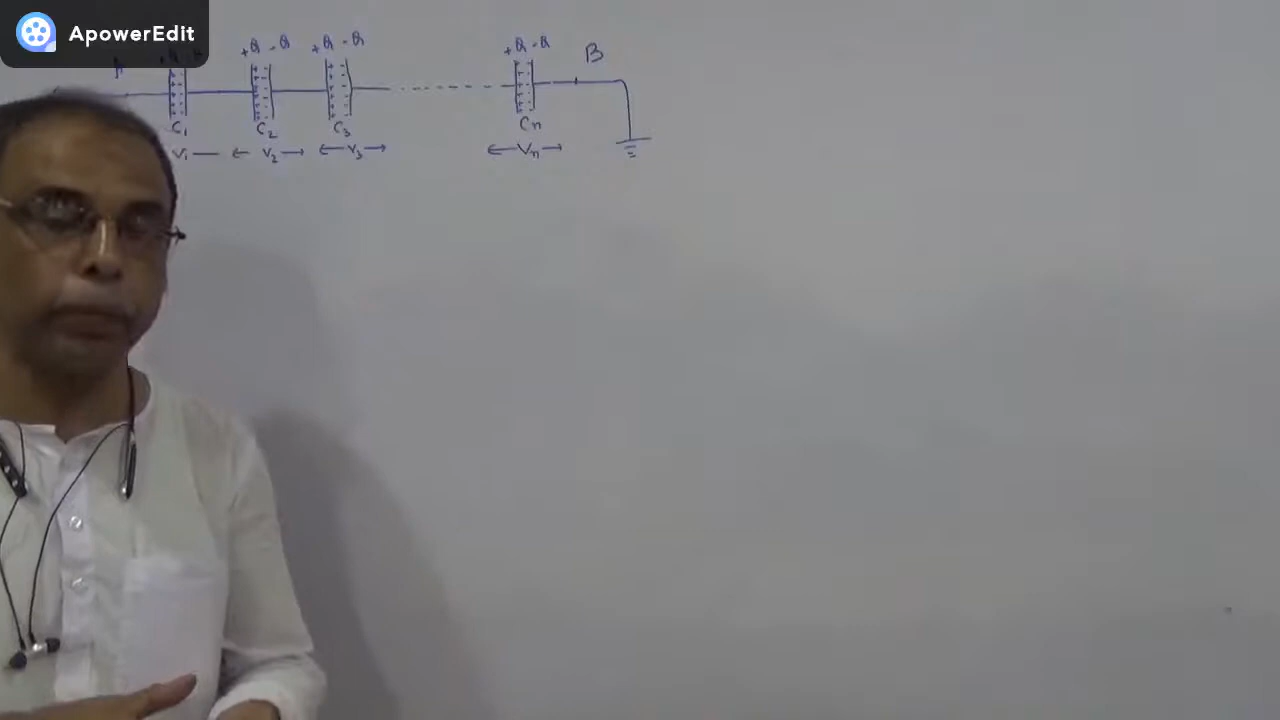 ApowerEdit
+Q -Q +Q -Q +Q -Q B
A
C₁ C₂ C₃ Cₙ
V₁ V₂ V₃ Vₙ